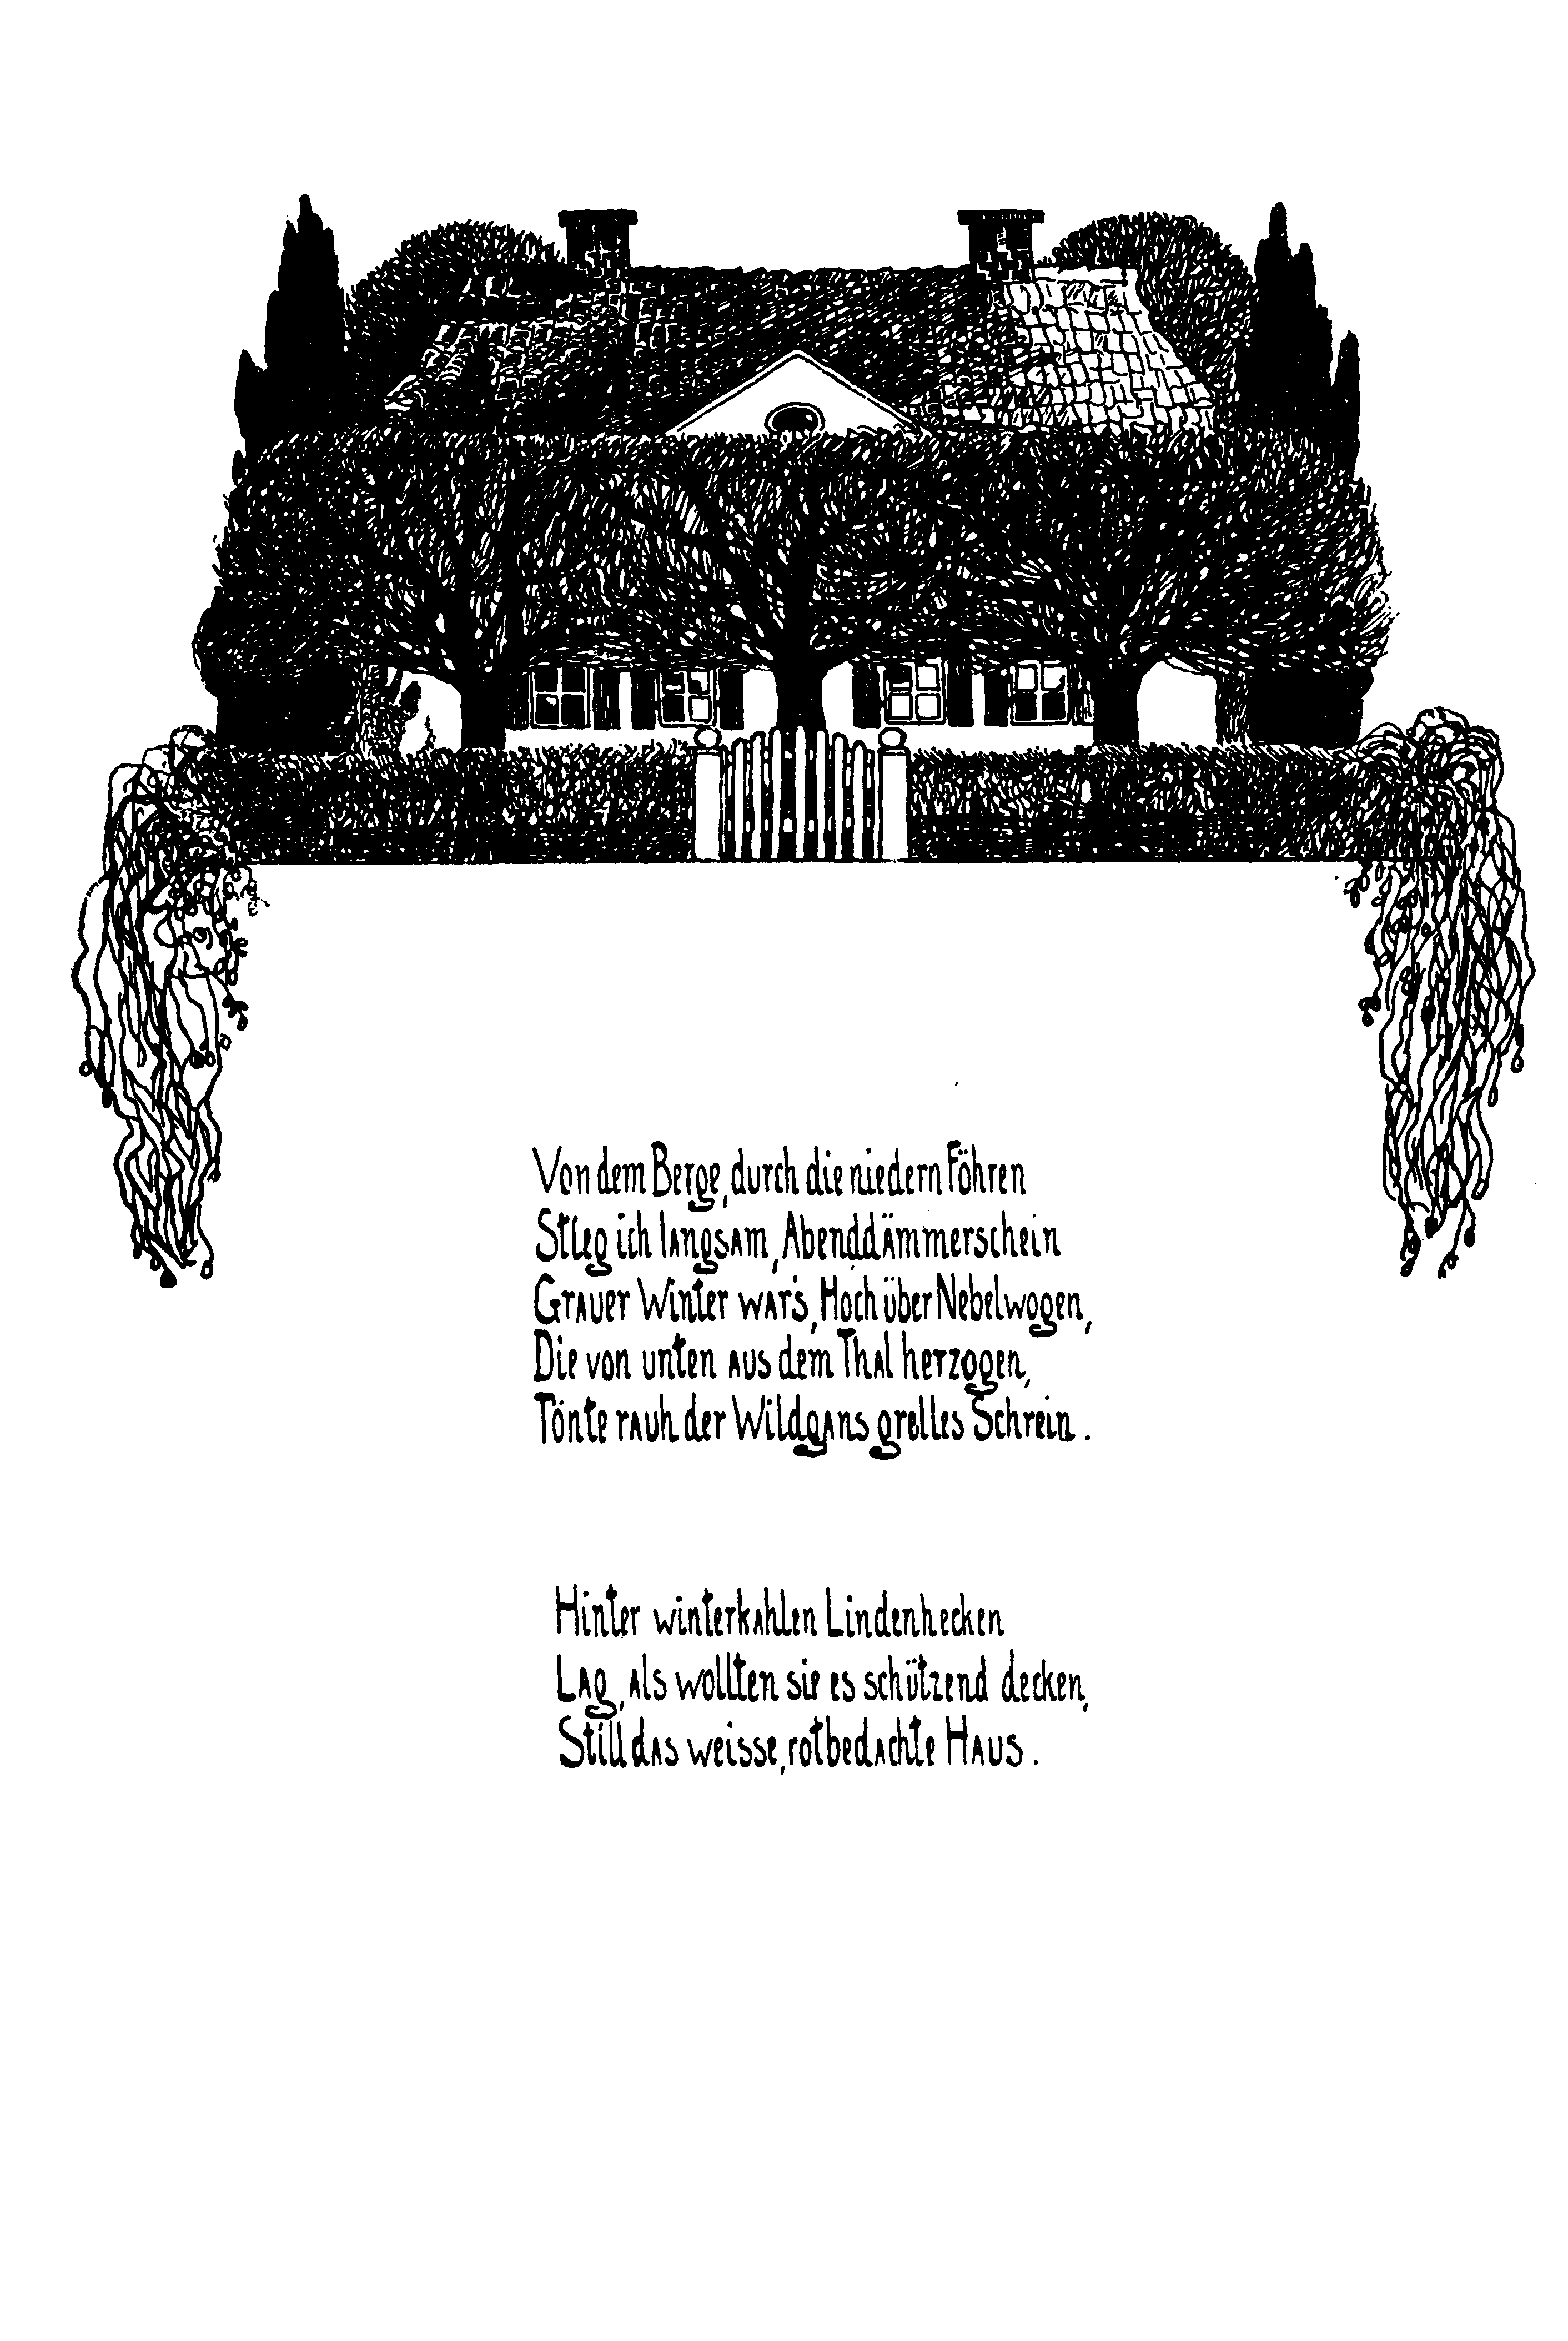 Von dem Berge, durch die niedern Föhren
Stieg ich langsam, Abenddämmerschein
Grauer Winter war's, Hoch über Nebelwogen,
Die von unten aus dem Thal herzogen,
Tönte rauh der Wildgans grelles Schrein.
Hinter winterkahlen Lindenhecken
Lag, als wollten sie es schützend decken,
Still das weisse, rotbedachte Haus.